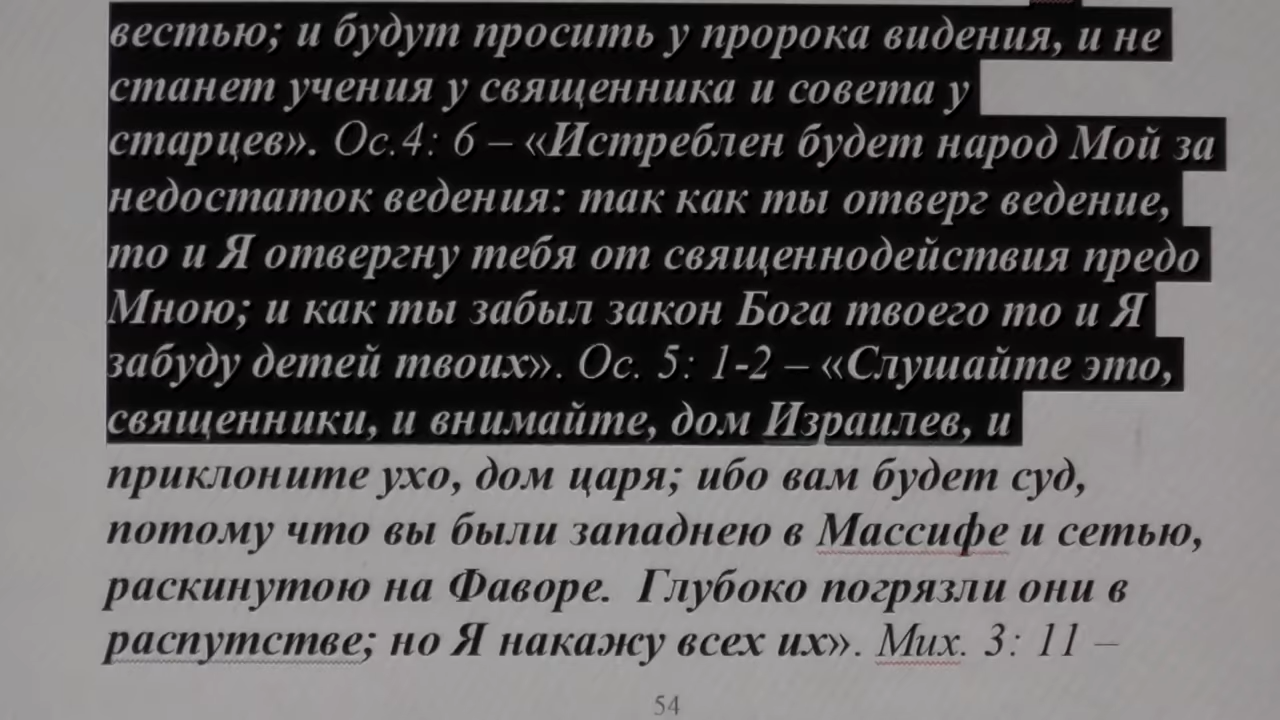 вестью; и будут просить у пророка видения, и не
станет учения у священника и совета у
старцев». Ос.4: 6 – «Истреблен будет народ Мой за
недостаток ведения: так как ты отверг ведение,
то и Я отвергну тебя от священнодействия предо
Мною; и как ты забыл закон Бога твоего то и Я
забуду детей твоих». Ос. 5: 1-2 – «Слушайте это,
священники, и внимайте, дом Израилев, и
приклоните ухо, дом царя; ибо вам будет суд,
потому что вы были западнею в Массифе и сетью,
раскинутою на Фаворе. Глубоко погрязли они в
распутстве; но Я накажу всех их». Мих. 3: 11 –
54